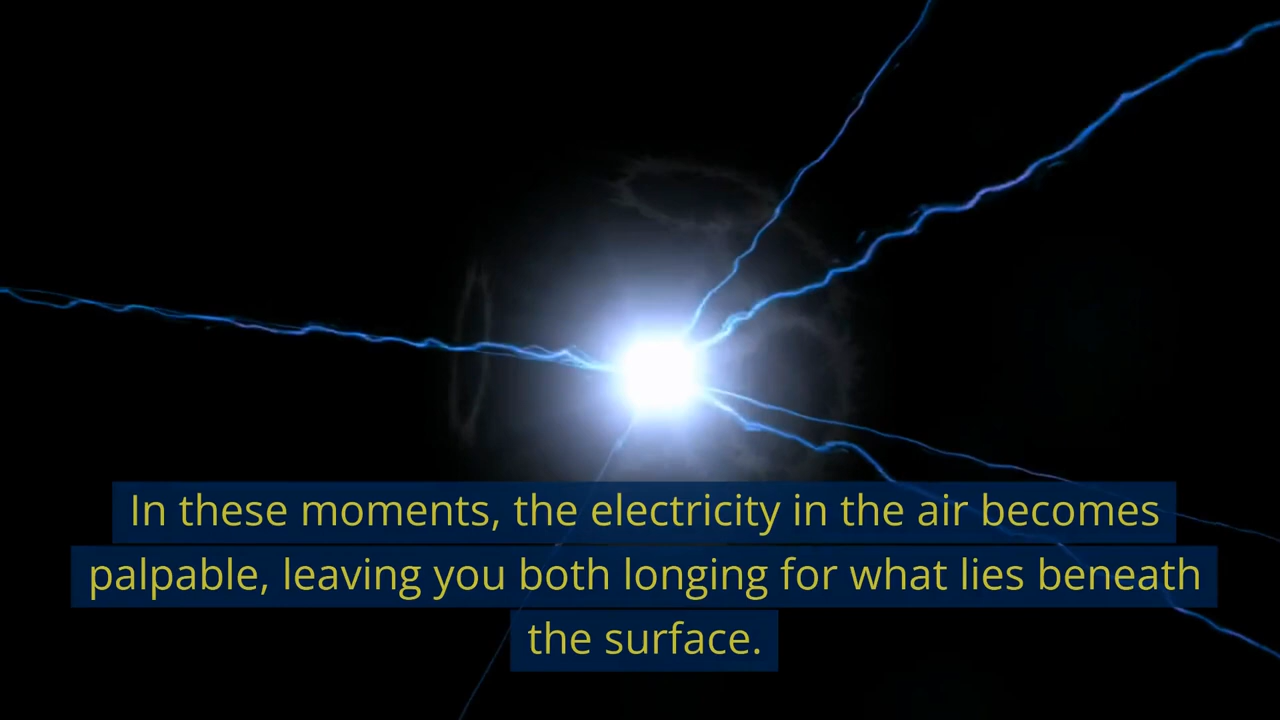 In these moments, the electricity in the air becomes
palpable, leaving you both longing for what lies beneath
the surface.